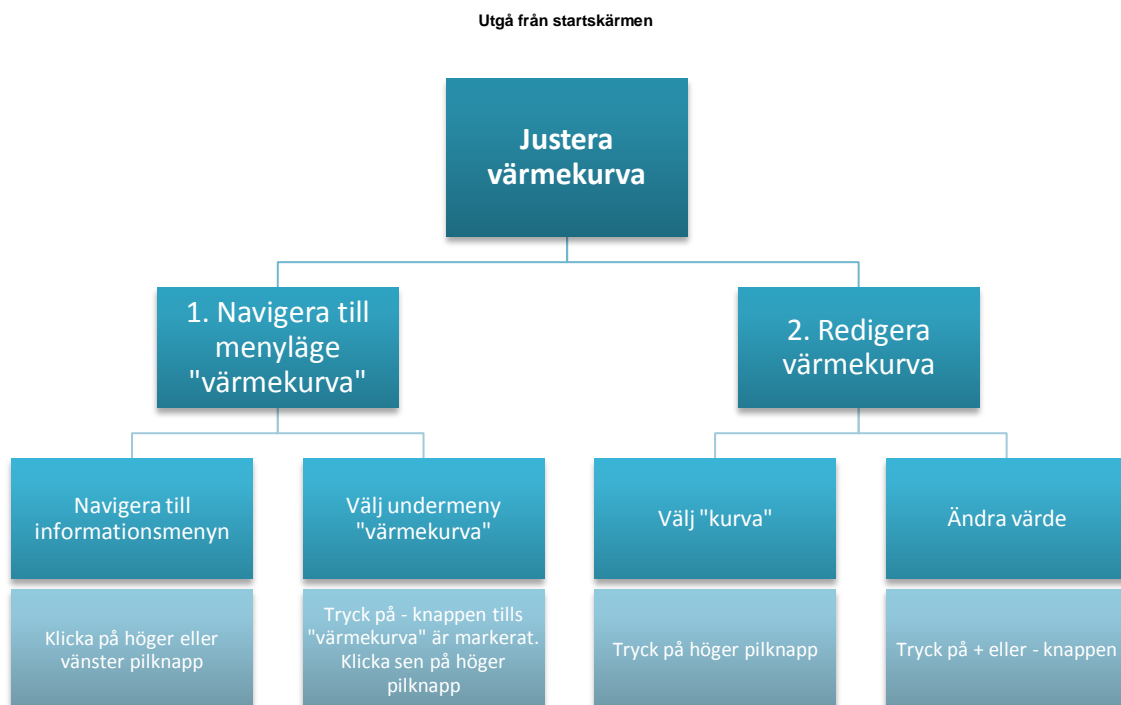 Utgå från startskärmen
Justera
värmekurva
1. Navigera till
menyläge
"värmekurva"
2. Redigera
värmekurva
Navigera till
informationsmenyn
Välj undermeny
"värmekurva"
Välj "kurva"
Ändra värde
Klicka på höger eller
vänster pilknapp
Tryck på - knappen tills
"värmekurva" är markerat.
Klicka sen på höger
pilknapp
Tryck på höger pilknapp
Tryck på + eller - knappen